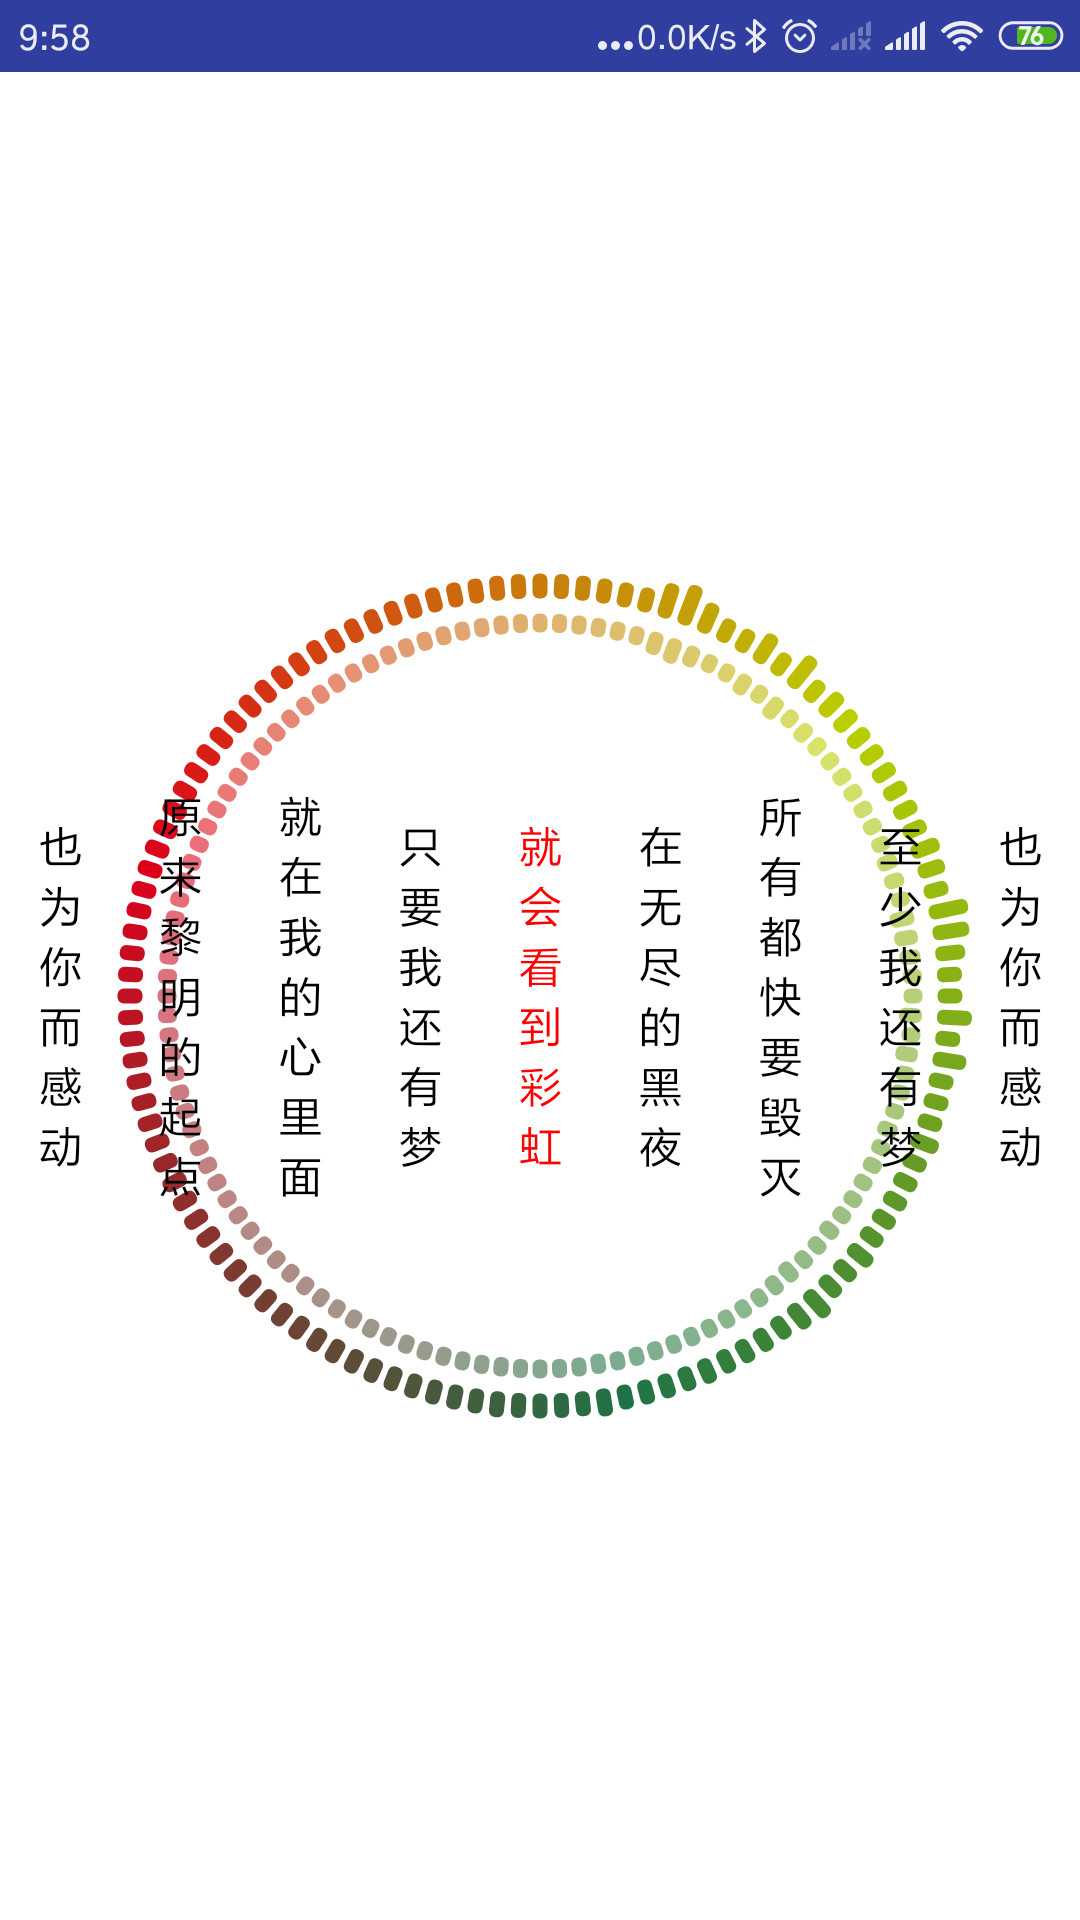 9:58
...0.0K/s
76
也为你而感动
原来黎明的起点
就在我的心里面
只要我还有梦
就会看到彩虹
在无尽的黑夜
所有都快要毁灭
至少我还有梦
也为你而感动